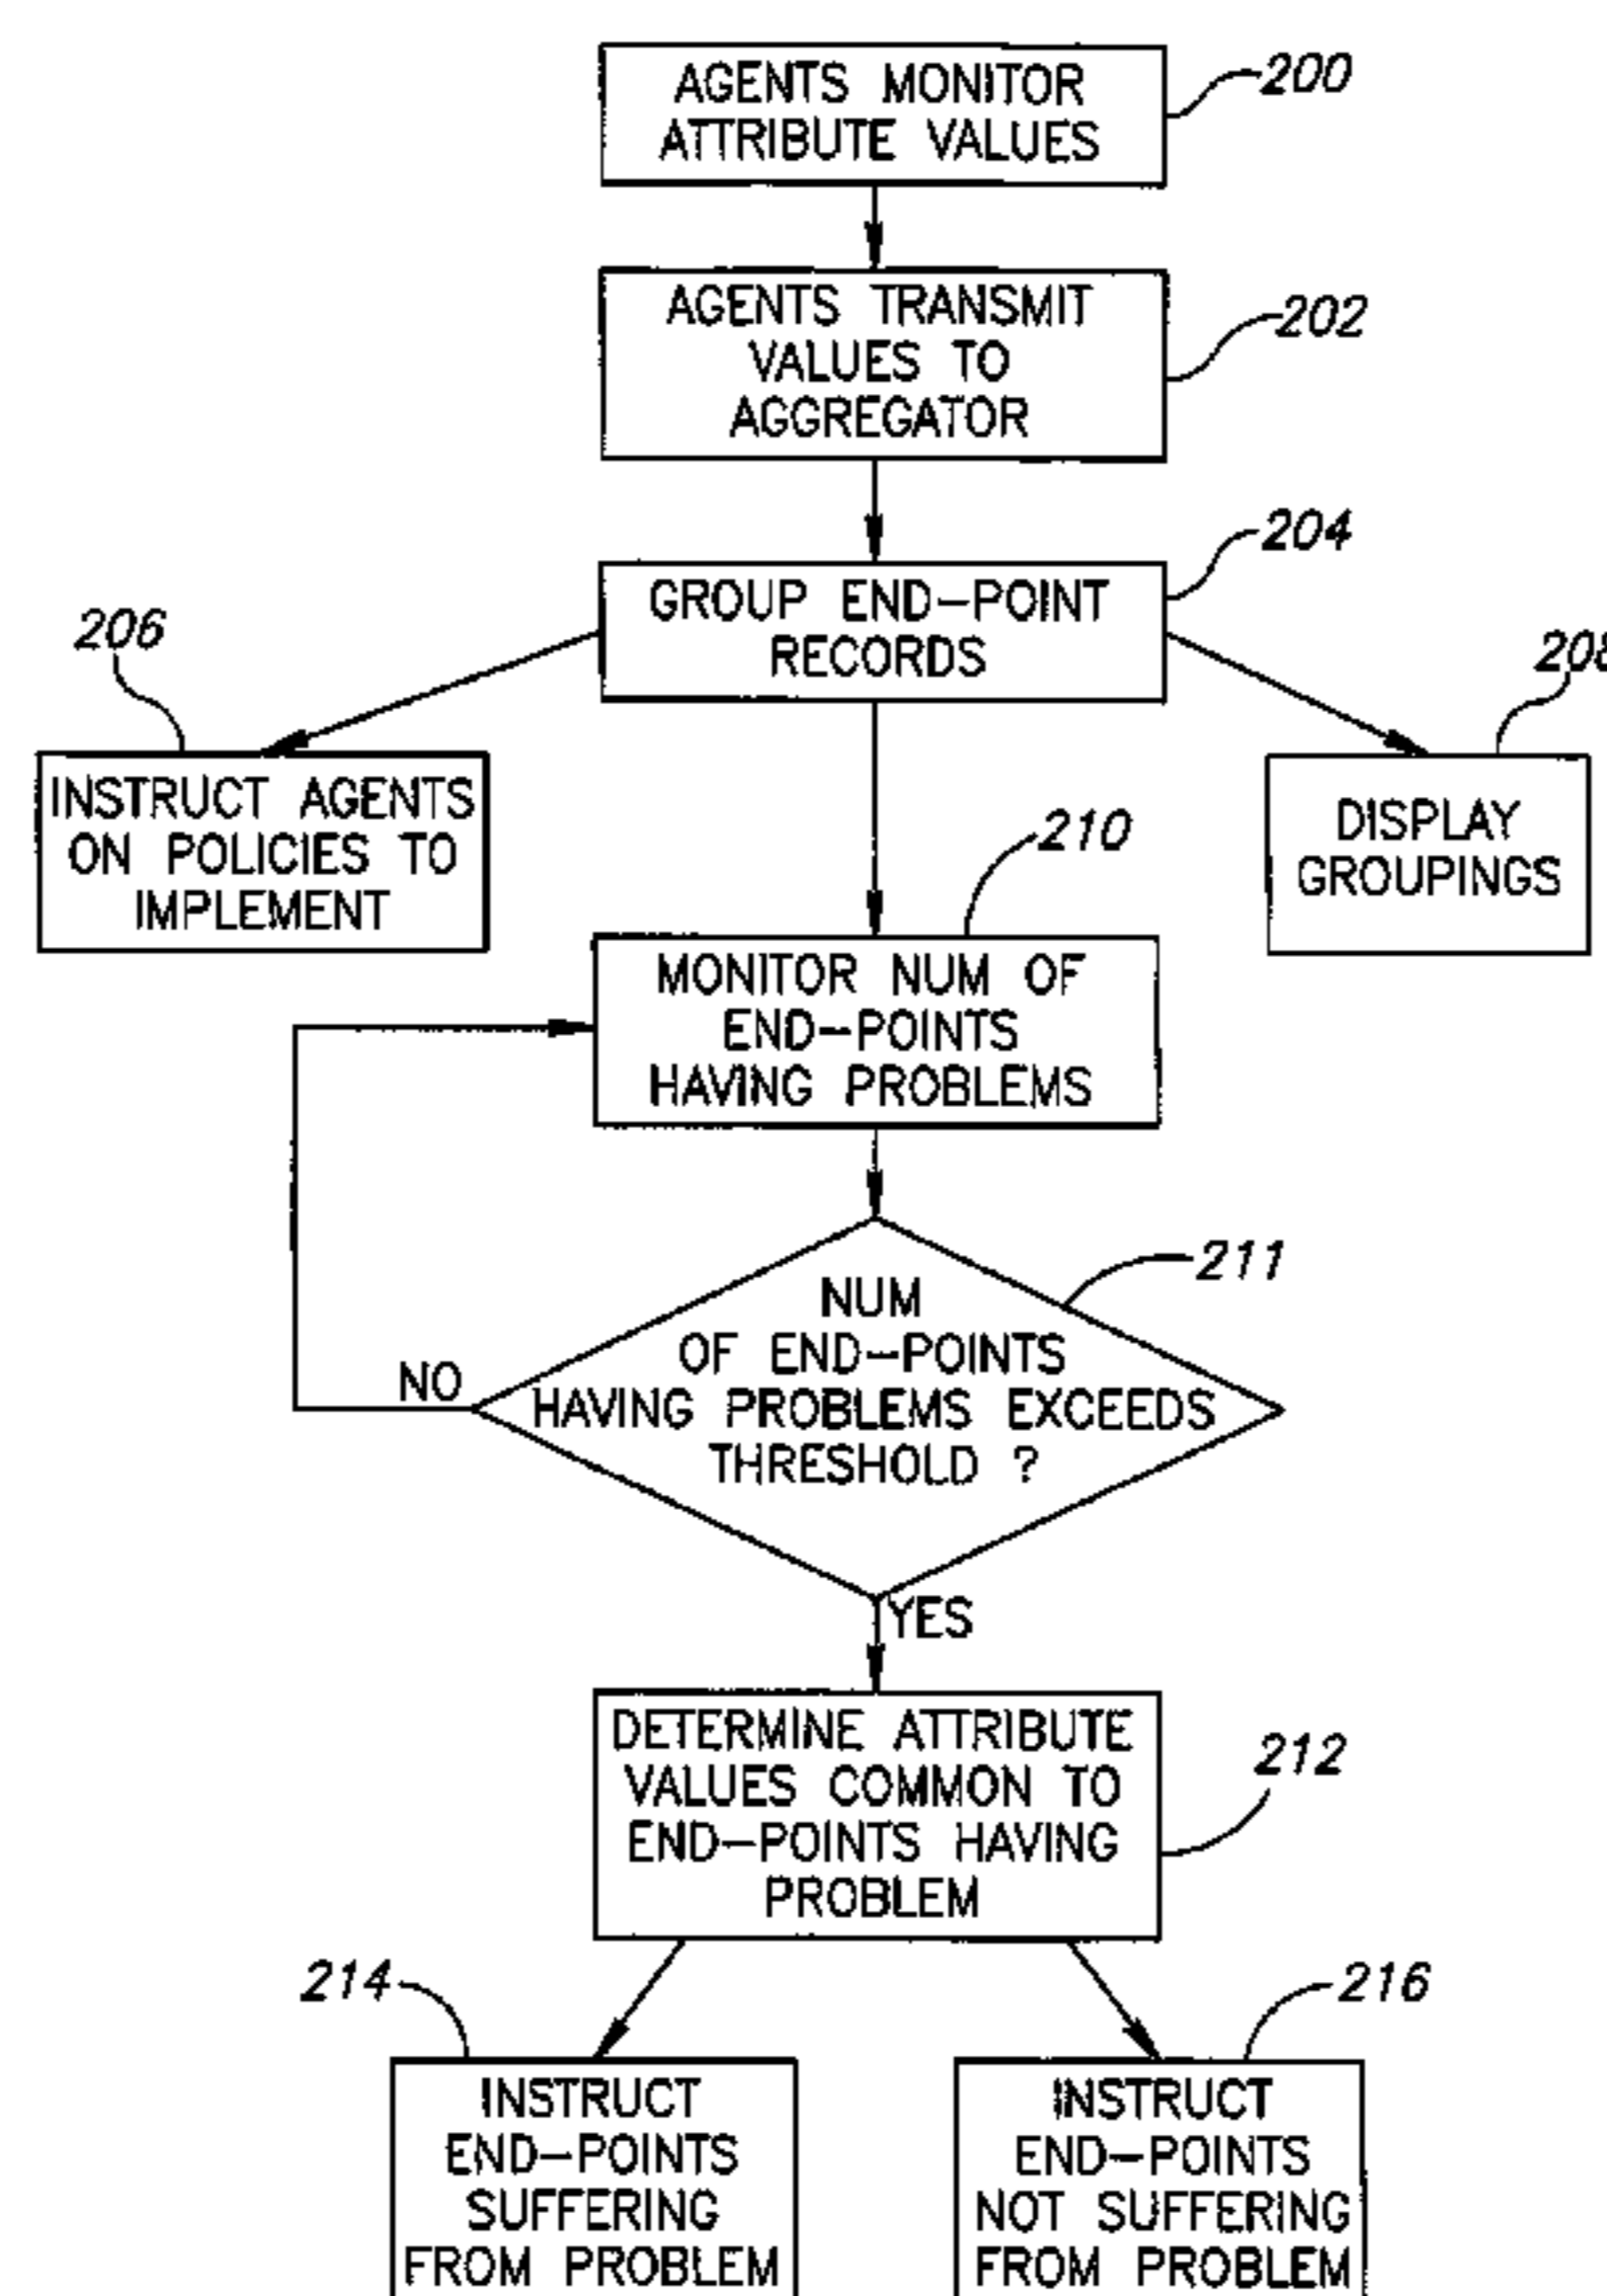 AGENTS MONITOR
ATTRIBUTE VALUES
200
AGENTS TRANSMIT
VALUES TO
AGGREGATOR
202
GROUP END-POINT
RECORDS
204
206
INSTRUCT AGENTS
ON POLICIES TO
IMPLEMENT
208
DISPLAY
GROUPINGS
210
MONITOR NUM OF
END-POINTS
HAVING PROBLEMS
211
NUM
OF END-POINTS
HAVING PROBLEMS EXCEEDS
THRESHOLD ?
NO
YES
DETERMINE ATTRIBUTE
VALUES COMMON TO
END-POINTS HAVING
PROBLEM
212
214
INSTRUCT
END-POINTS
SUFFERING
FROM PROBLEM
216
INSTRUCT
END-POINTS
NOT SUFFERING
FROM PROBLEM